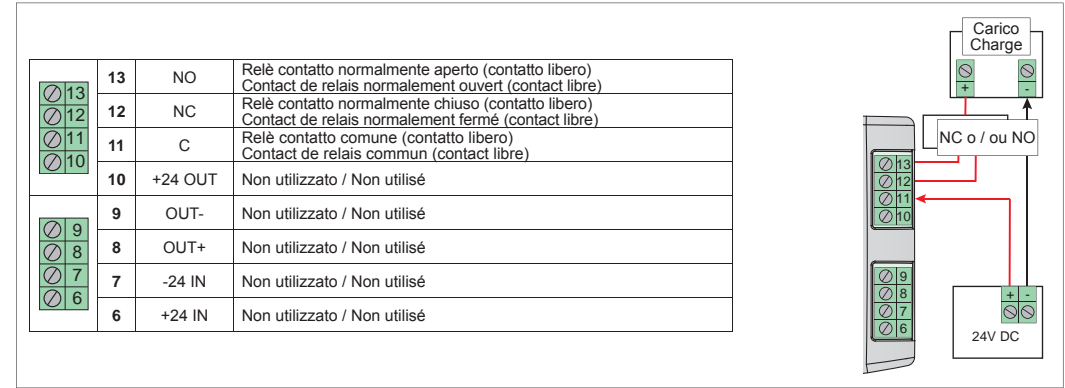 13 NO Relè contatto normalmente aperto (contatto libero)
Contact de relais normalement ouvert (contact libre)
12 NC Relè contatto normalmente chiuso (contatto libero)
Contact de relais normalement fermé (contact libre)
11 C Relè contatto comune (contatto libero)
Contact de relais commun (contact libre)
10 +24 OUT Non utilizzato / Non utilisé
9 OUT- Non utilizzato / Non utilisé
8 OUT+ Non utilizzato / Non utilisé
7 -24 IN Non utilizzato / Non utilisé
6 +24 IN Non utilizzato / Non utilisé
13
12
11
10
9
8
7
6
Carico
Charge
+ -
NC o / ou NO
13
12
11
10
9
8
7
6
+ -
24V DC